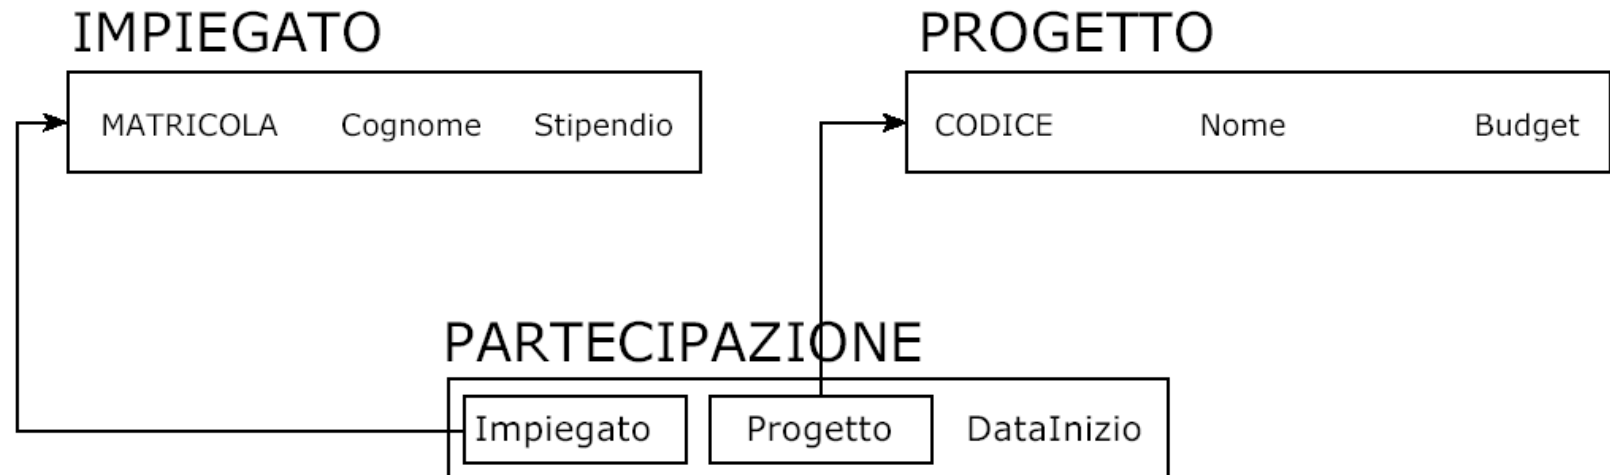 IMPIEGATO
PROGETTO
MATRICOLA Cognome Stipendio
CODICE Nome Budget
PARTECIPAZIONE
Impiegato Progetto DataInizio